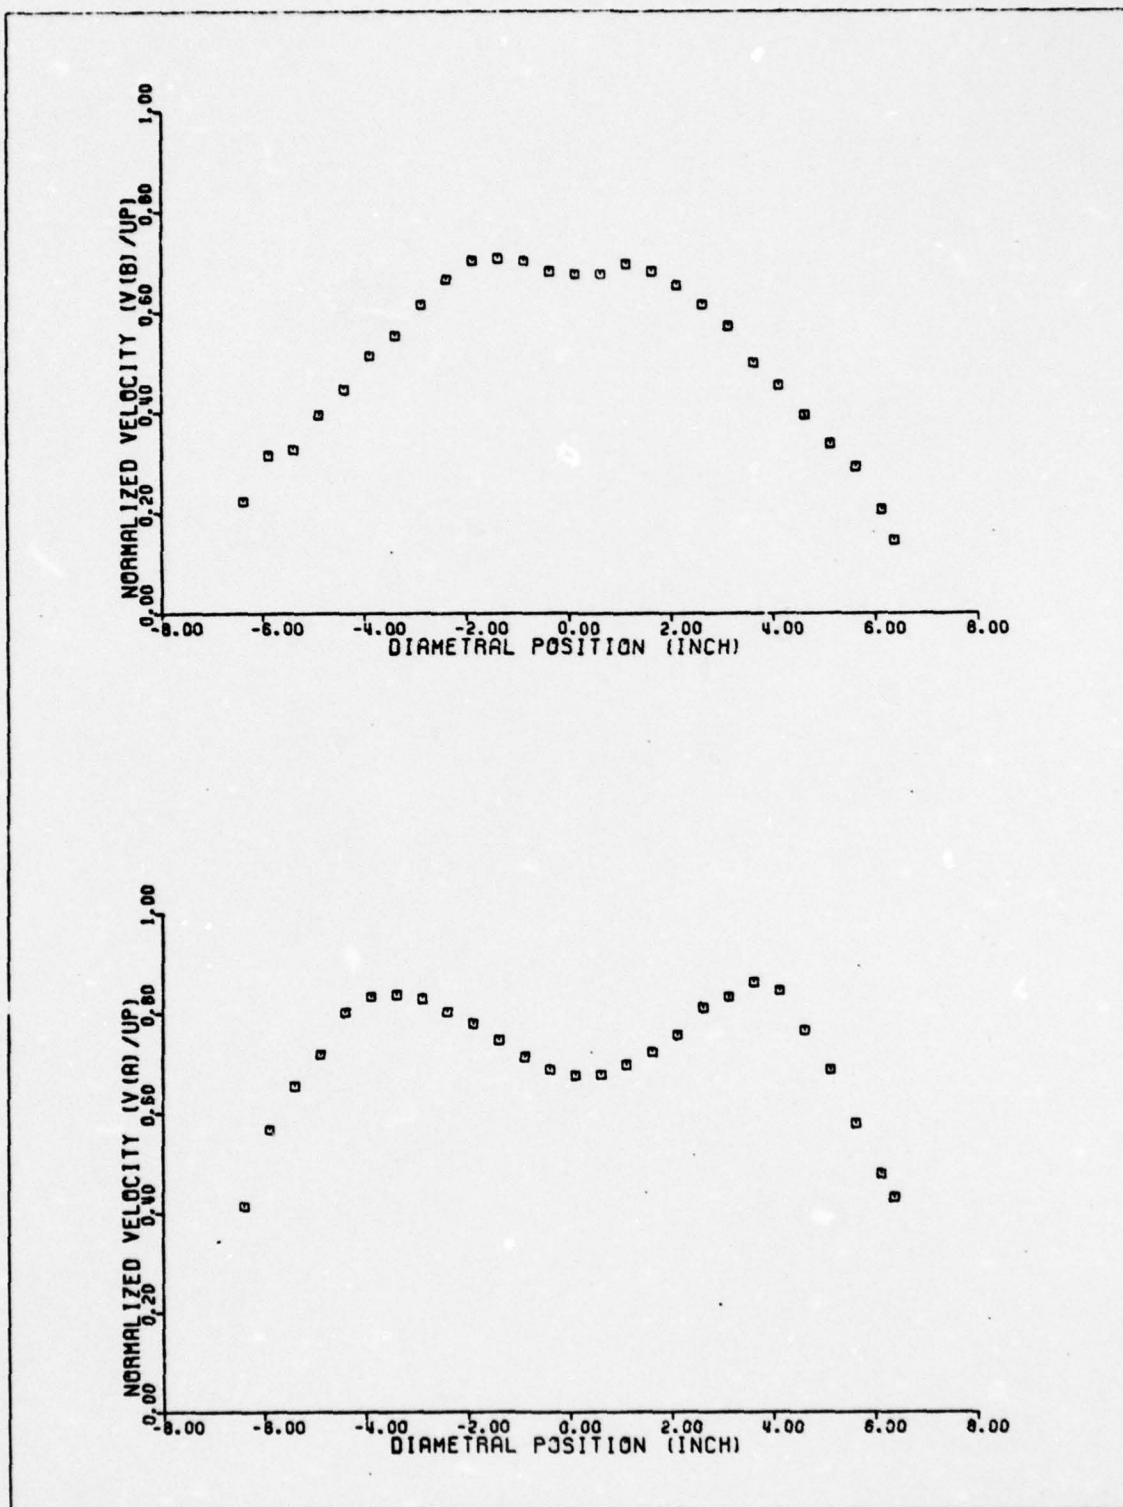 NORMALIZED VELOCITY (V(B)/UP)
1.00
0.80
0.60
0.40
0.20
0.00
-8.00 -6.00 -4.00 -2.00 0.00 2.00 4.00 6.00 8.00
DIAMETRAL POSITION (INCH)
NORMALIZED VELOCITY (V(A)/UP)
1.00
0.80
0.60
0.40
0.20
0.00
-8.00 -6.00 -4.00 -2.00 0.00 2.00 4.00 6.00 8.00
DIAMETRAL POSITION (INCH)